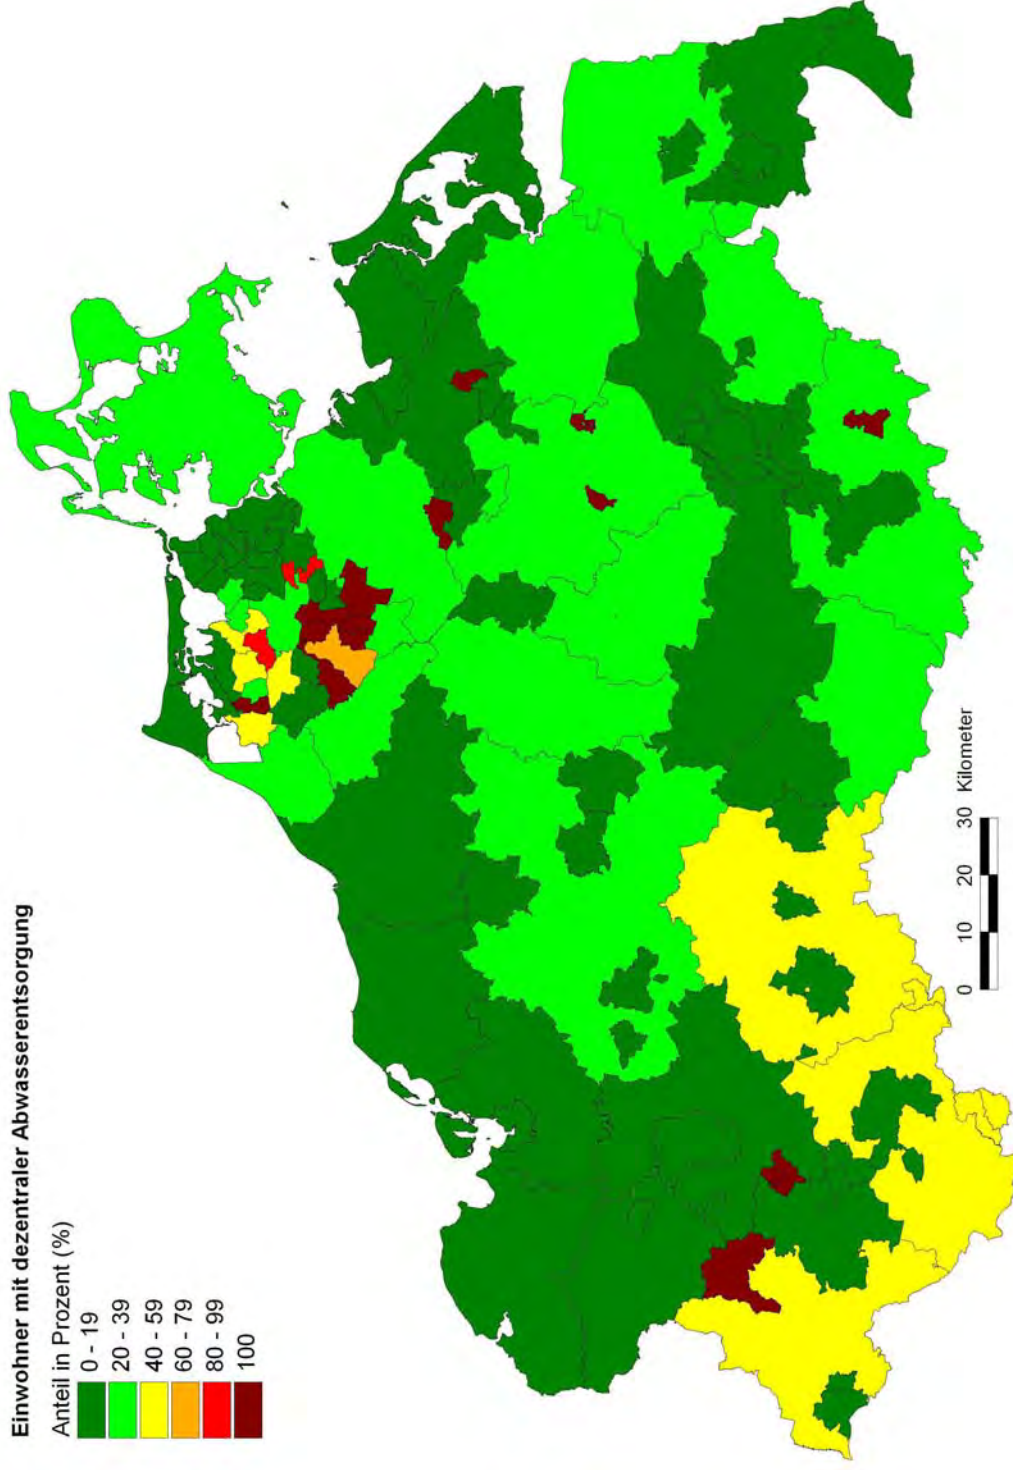 Einwohner mit dezentraler Abwasserentsorgung
Anteil in Prozent (%)
0 - 19
20 - 39
40 - 59
60 - 79
80 - 99
100
0 10 20 30 Kilometer